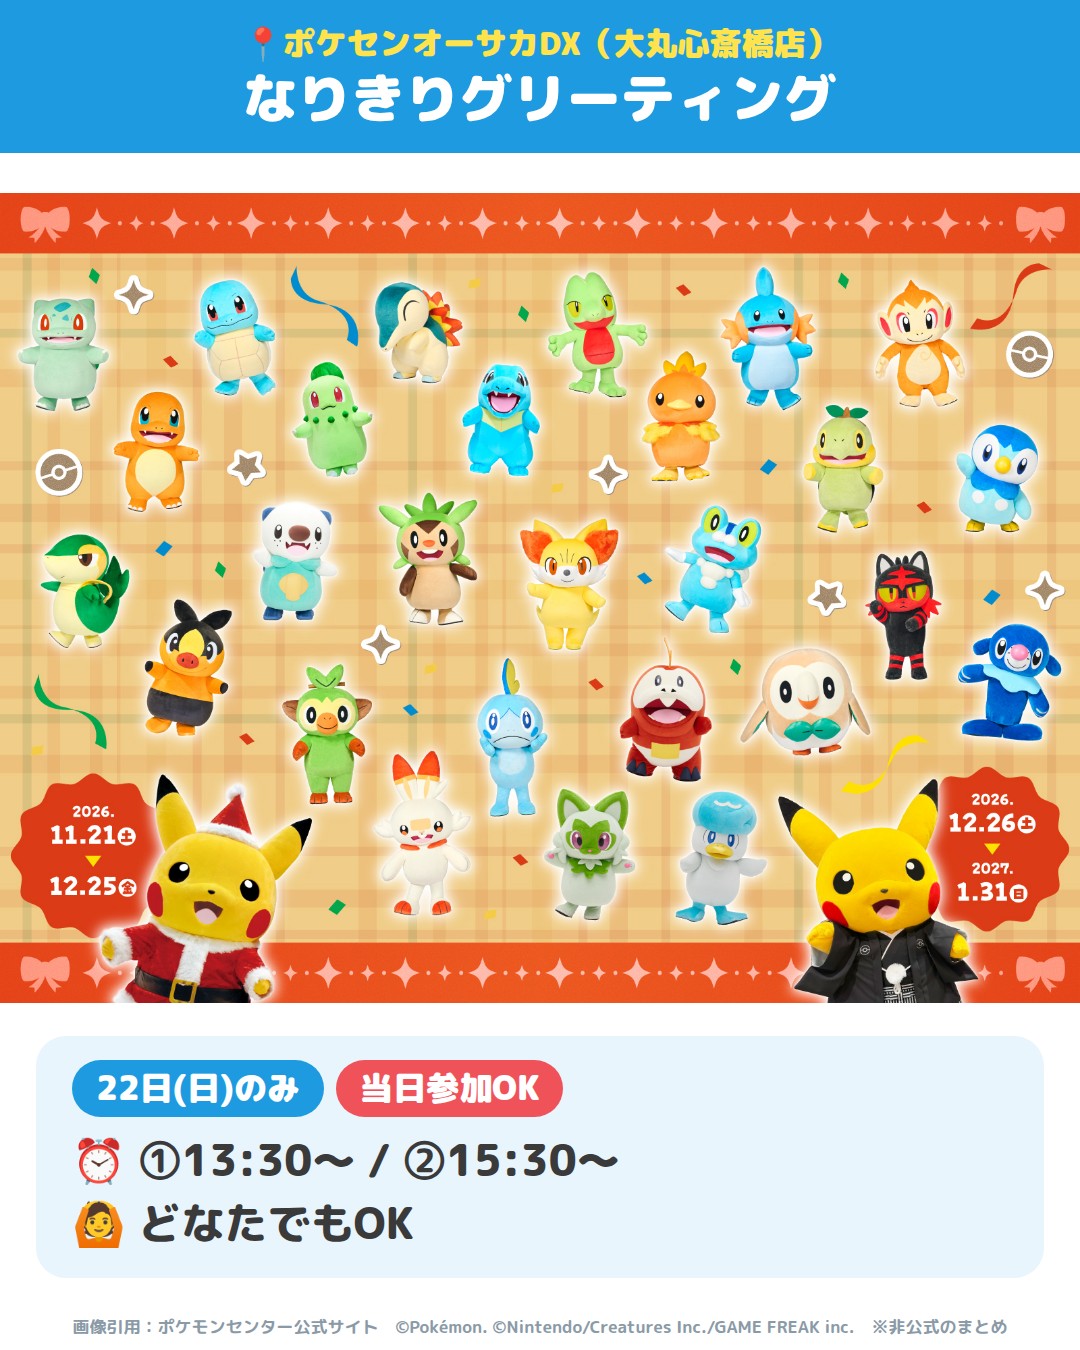 📍ポケセンオーサカDX（大丸心斎橋店）
なりきりグリーティング
2026.
11.21土
12.25金
2026.
12.26土
2027.
1.31日
22日(日)のみ 当日参加OK
⏰ ①13:30〜 / ②15:30〜
🙆 どなたでもOK
画像引用：ポケモンセンター公式サイト ©Pokémon. ©Nintendo/Creatures Inc./GAME FREAK inc. ※非公式のまとめ